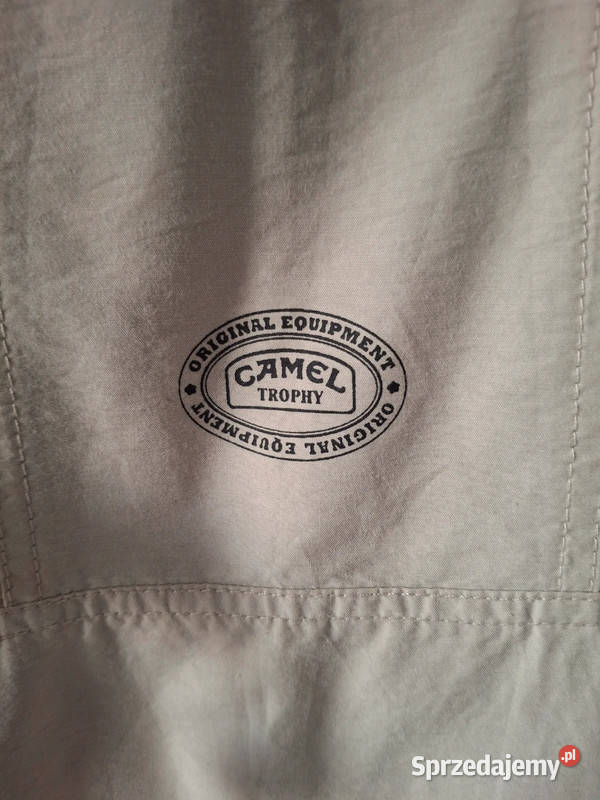 ORIGINAL EQUIPMENT
CAMEL
TROPHY
ORIGINAL EQUIPMENT
Sprzedajemy.pl